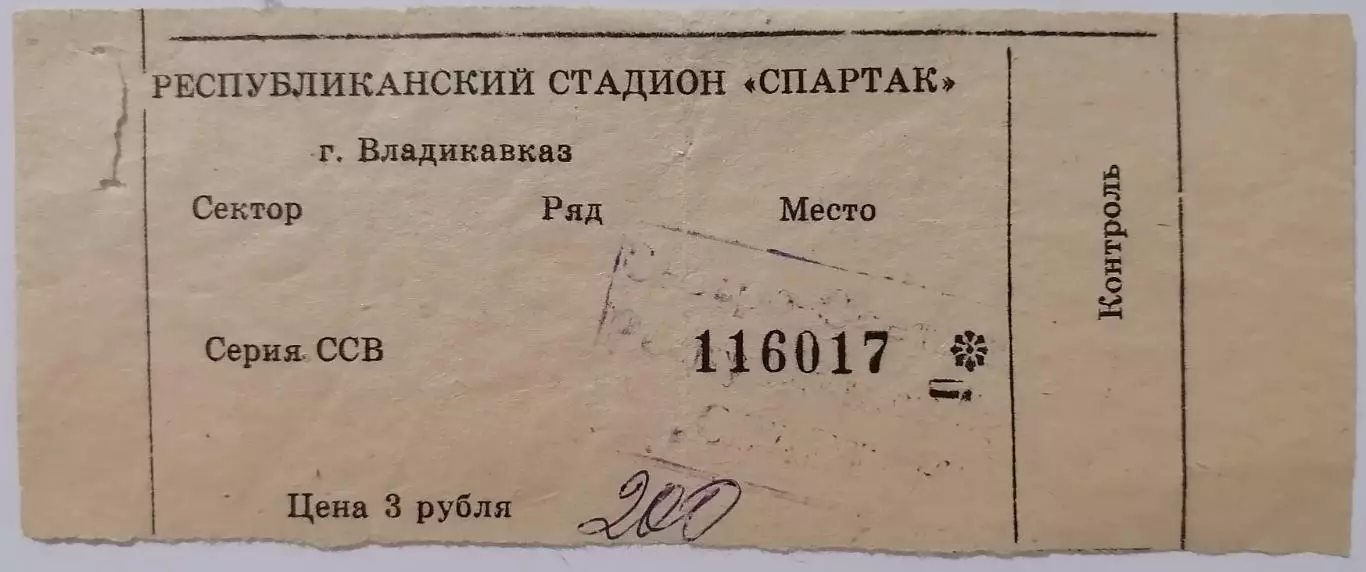 РЕСПУБЛИКАНСКИЙ СТАДИОН «СПАРТАК»
г. Владикавказ
Сектор Ряд Место
Серия ССВ 116017
Цена 3 рубля 200
Контроль